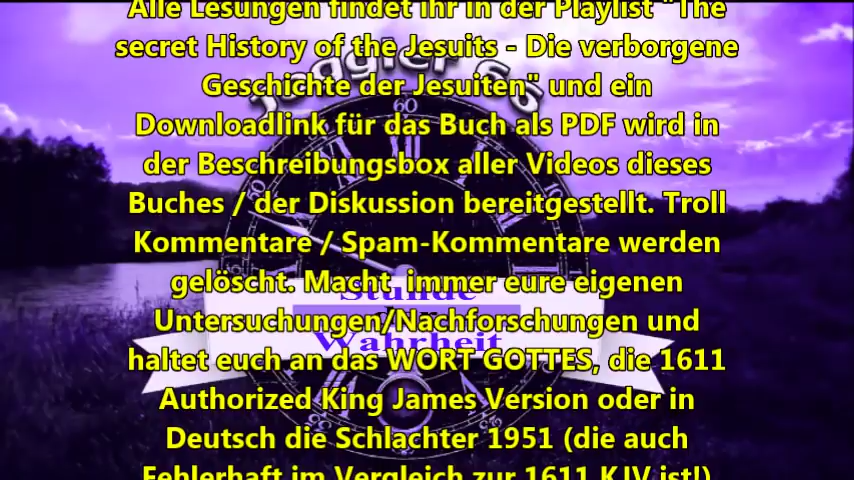 Alle Lesungen findet ihr in der Playlist "The
secret History of the Jesuits - Die verborgene
Geschichte der Jesuiten" und ein
Downloadlink für das Buch als PDF wird in
der Beschreibungsbox aller Videos dieses
Buches / der Diskussion bereitgestellt. Troll
Kommentare / Spam-Kommentare werden
gelöscht. Macht immer eure eigenen
Untersuchungen/Nachforschungen und
haltet euch an das WORT GOTTES, die 1611
Authorized King James Version oder in
Deutsch die Schlachter 1951 (die auch
Fehlerhaft im Vergleich zur 1611 KJV ist!)
Stunde
Wahrheit
60